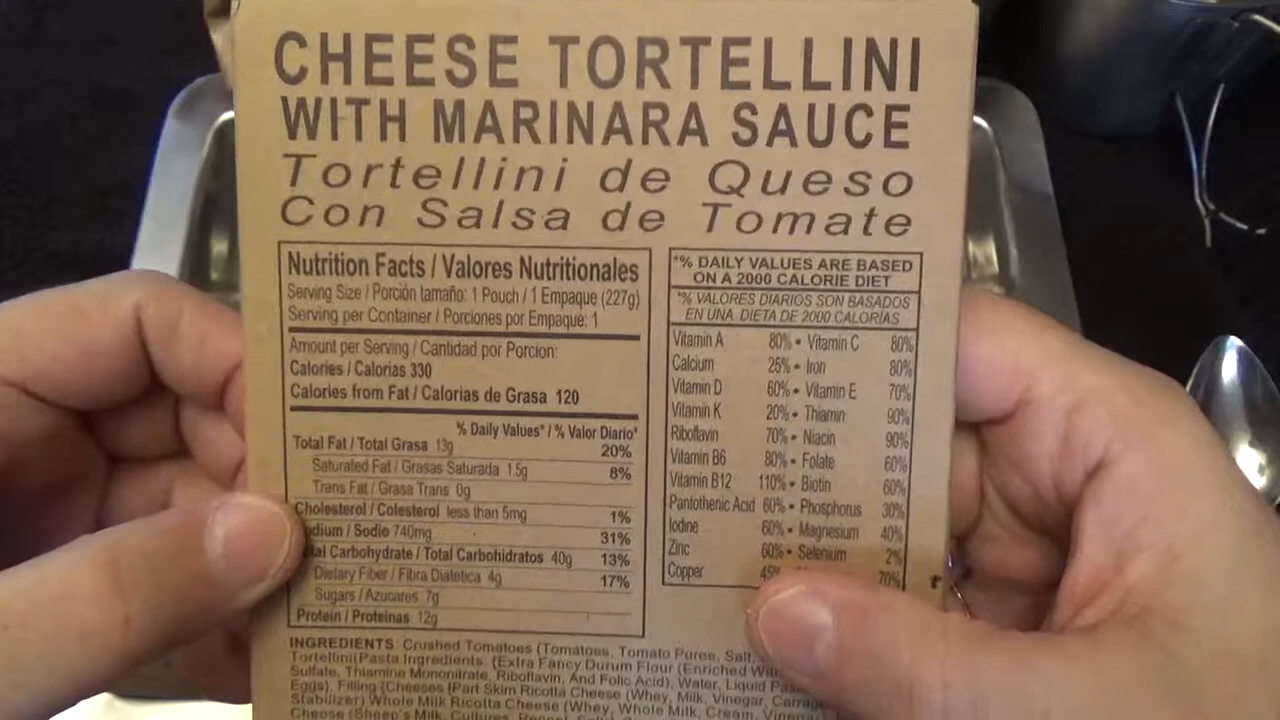 CHEESE TORTELLINI
WITH MARINARA SAUCE
Tortellini de Queso
Con Salsa de Tomate
Nutrition Facts / Valores Nutritionales
Serving Size / Porción tamaño: 1 Pouch / 1 Empaque (227g)
Serving per Container / Porciones por Empaque: 1
Amount per Serving / Cantidad por Porcion:
Calories / Calorias 330
Calories from Fat / Calorias de Grasa 120
% Daily Values* / % Valor Diario*
Total Fat / Total Grasa 13g 20%
Saturated Fat / Grasas Saturada 1.5g 8%
Trans Fat / Grasa Trans 0g
Cholesterol / Colesterol less than 5mg 1%
dium / Sodio 740mg 31%
tal Carbohydrate / Total Carbohidratos 40g 13%
Dietary Fiber / Fibra Diatetica 4g 17%
Sugars / Azucares 7g
Protein / Proteinas 12g
*% DAILY VALUES ARE BASED
ON A 2000 CALORIE DIET
*% VALORES DIARIOS SON BASADOS
EN UNA DIETA DE 2000 CALORÍAS
Vitamin A 80% • Vitamin C 80%
Calcium 25% • Iron 80%
Vitamin D 60% • Vitamin E 70%
Vitamin K 20% • Thiamin 90%
Riboflavin 70% • Niacin 90%
Vitamin B6 80% • Folate 60%
Vitamin B12 110% • Biotin 60%
Pantothenic Acid 60% • Phosphorus 30%
Iodine 60% • Magnesium 40%
Zinc 60% • Selenium 2%
Copper 45% 70%
INGREDIENTS: Crushed Tomatoes (Tomatoes, Tomato Puree, Salt,
Tortellini(Pasta Ingredients: {Extra Fancy Durum Flour (Enriched With
Sulfate, Thiamine Mononitrate, Riboflavin, And Folic Acid), Water, Liquid
Eggs), Filling {Cheeses [Part Skim Ricotta Cheese (Whey, Milk, Vinegar,
Stabilizer) Whole Milk Ricotta Cheese (Whey, Whole Milk, Cream,
Cheese (Sheep's Milk, Cultures,